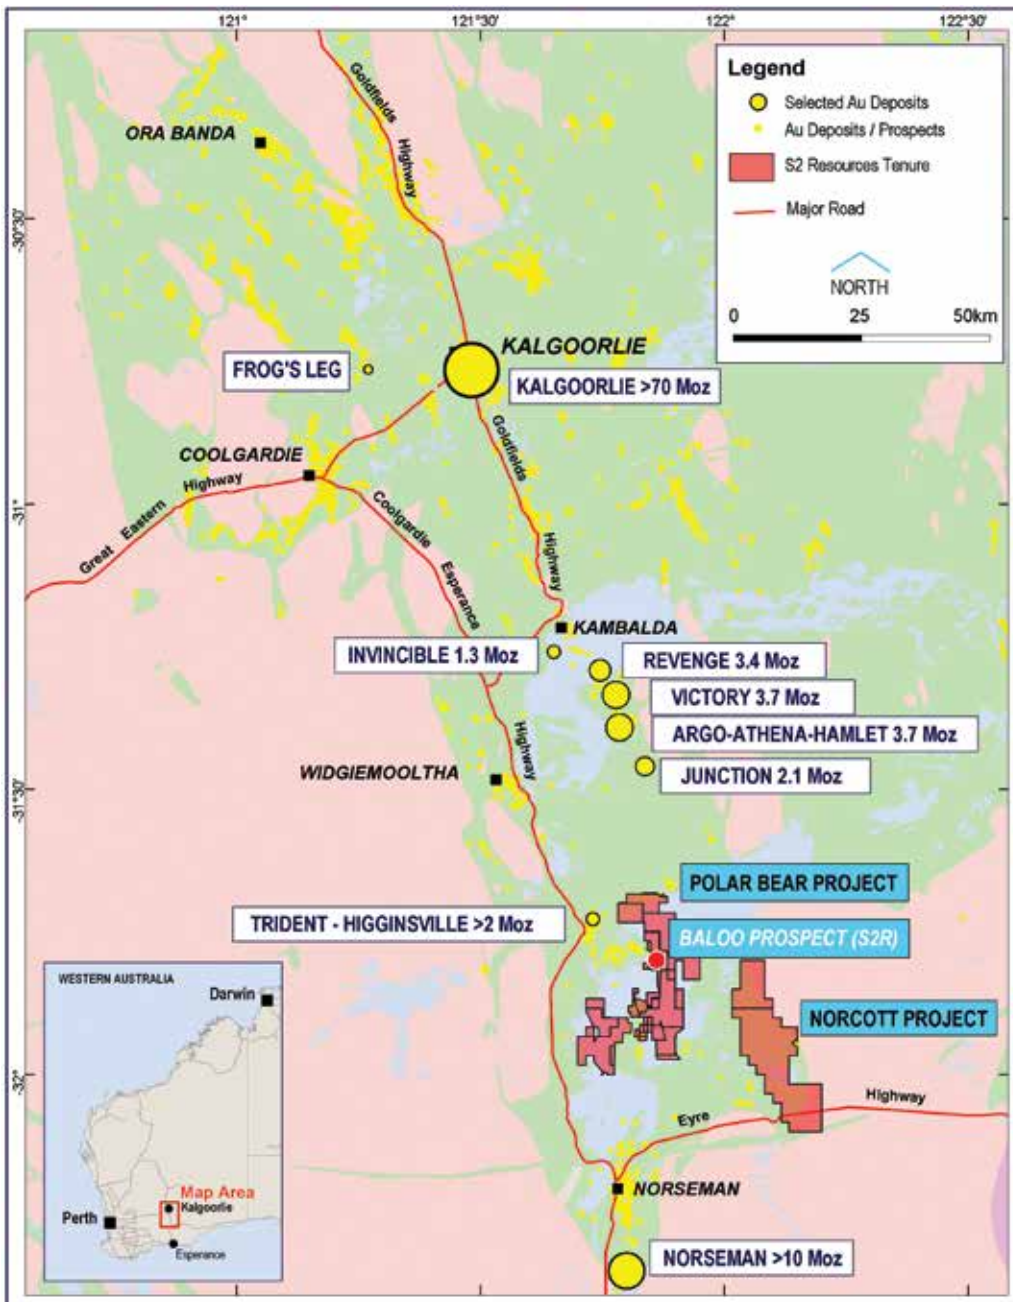 121°
121°30'
122°
122°30'
Legend
Selected Au Deposits
Au Deposits / Prospects
S2 Resources Tenure
Major Road
NORTH
0 25 50km
Goldfields
Highway
ORA BANDA
-30°30'
KALGOORLIE
FROG'S LEG
KALGOORLIE >70 Moz
COOLGARDIE
Goldfields
Highway
Great Eastern Highway
-31°
Coolgardie
Esperance
Highway
KAMBALDA
INVINCIBLE 1.3 Moz
REVENGE 3.4 Moz
VICTORY 3.7 Moz
ARGO-ATHENA-HAMLET 3.7 Moz
WIDGIEMOOLTHA
JUNCTION 2.1 Moz
-31°30'
POLAR BEAR PROJECT
TRIDENT - HIGGINSVILLE >2 Moz
BALOO PROSPECT (S2R)
NORCOTT PROJECT
-32°
Eyre Highway
NORSEMAN
NORSEMAN >10 Moz
WESTERN AUSTRALIA
Darwin
Map Area
Kalgoorlie
Perth
Esperance